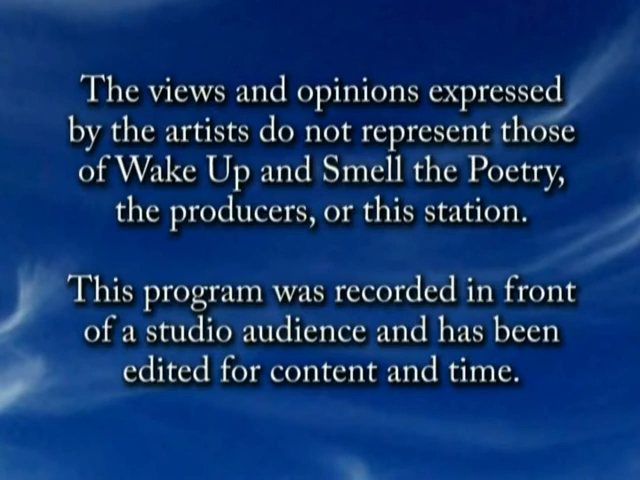 The views and opinions expressed
by the artists do not represent those
of Wake Up and Smell the Poetry,
the producers, or this station.
This program was recorded in front
of a studio audience and has been
edited for content and time.